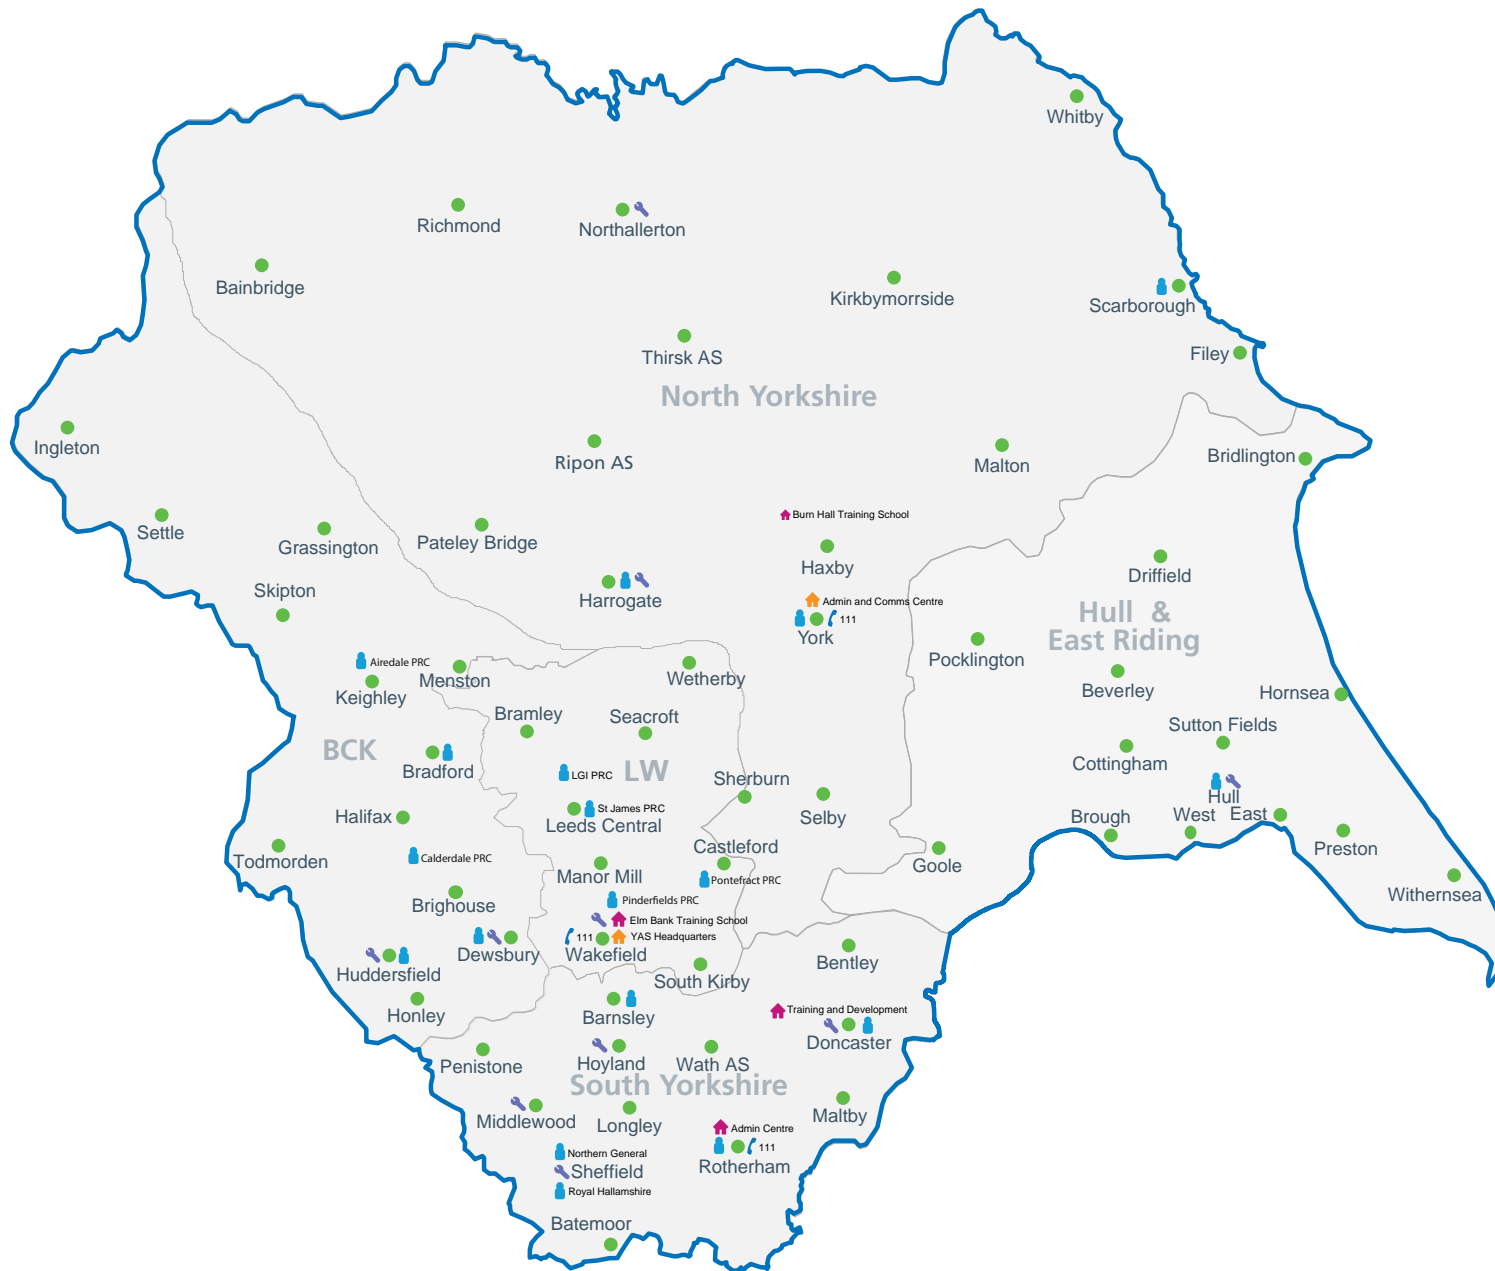 Whitby
Richmond
Northallerton
Bainbridge
Kirkbymorrside
Scarborough
Thirsk AS
Filey
North Yorkshire
Ingleton
Ripon AS
Malton
Bridlington
Burn Hall Training School
Settle
Grassington
Pateley Bridge
Haxby
Driffield
Skipton
Harrogate
Admin and Comms Centre
111
York
Hull &
East Riding
Pocklington
Airedale PRC
Keighley
Menston
Wetherby
Beverley
Hornsea
Bramley
Seacroft
Sutton Fields
BCK
Bradford
LGI PRC
LW
Sherburn
Cottingham
Hull
St James PRC
Leeds Central
Halifax
Selby
Brough
West
East
Preston
Todmorden
Calderdale PRC
Castleford
Manor Mill
Pontefract PRC
Goole
Withernsea
Brighouse
Pinderfields PRC
Elm Bank Training School
111
YAS Headquarters
Wakefield
Dewsbury
Huddersfield
South Kirby
Bentley
Honley
Barnsley
Training and Development
Doncaster
Penistone
Hoyland
Wath AS
South Yorkshire
Middlewood
Longley
Maltby
Admin Centre
111
Rotherham
Northern General
Sheffield
Royal Hallamshire
Batemoor